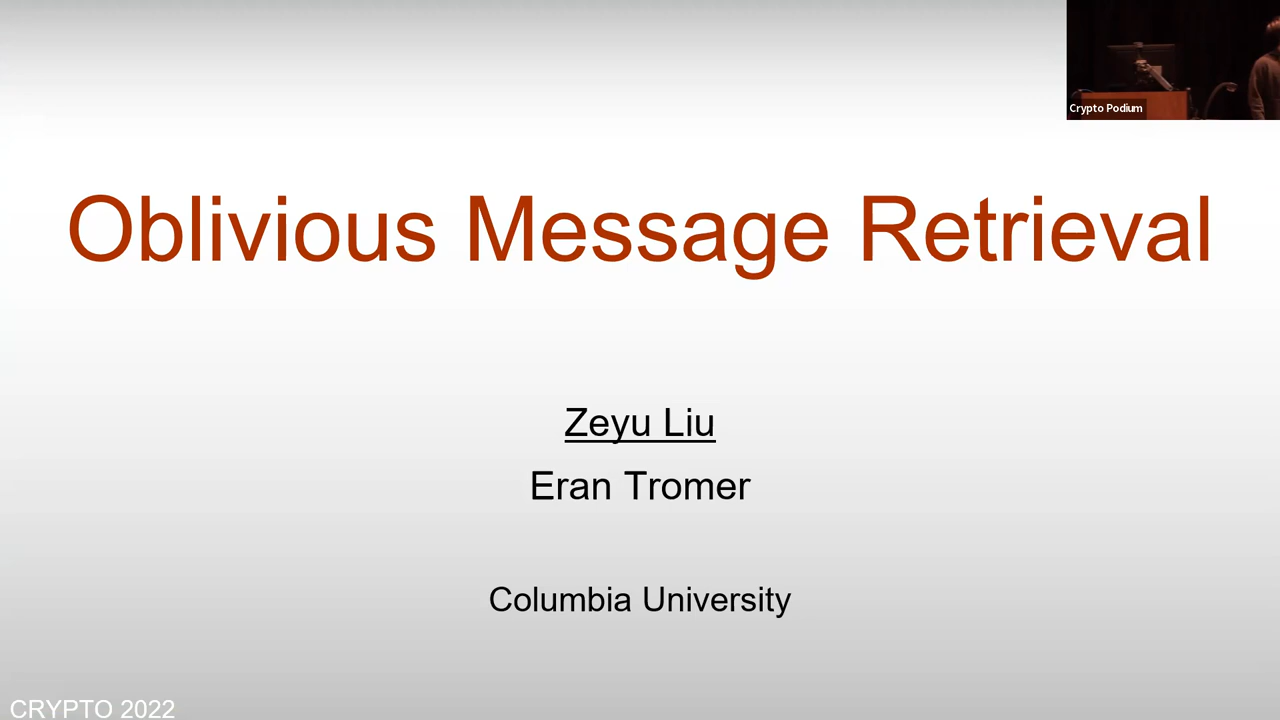 Crypto Podium
Oblivious Message Retrieval
Zeyu Liu
Eran Tromer
Columbia University
CRYPTO 2022